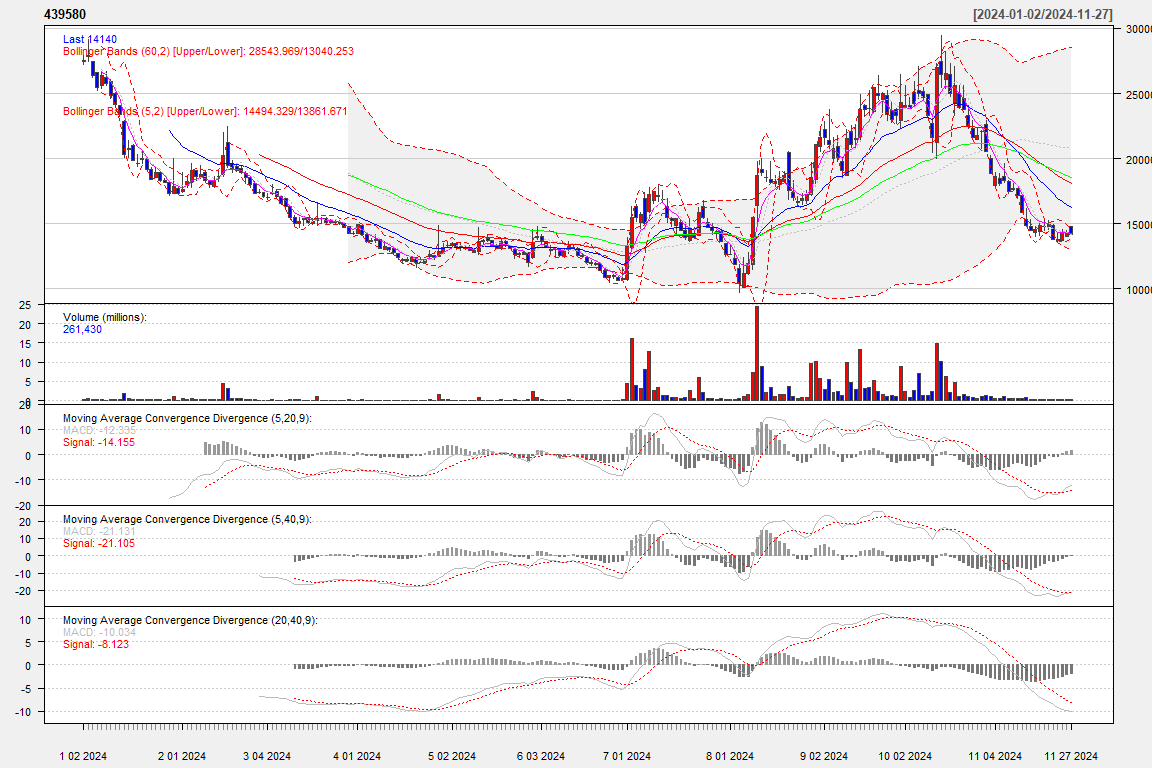 439580
[2024-01-02/2024-11-27]
Last 14140
Bollinger Bands (60,2) [Upper/Lower]: 28543.969/13040.253
Bollinger Bands (5,2) [Upper/Lower]: 14494.329/13861.671
30000
25000
20000
15000
10000
Volume (millions):
261,430
25
20
15
10
5
0
Moving Average Convergence Divergence (5,20,9):
MACD: -12.335
Signal: -14.155
20
10
0
-10
-20
Moving Average Convergence Divergence (5,40,9):
MACD: -21.131
Signal: -21.105
20
10
0
-10
-20
Moving Average Convergence Divergence (20,40,9):
MACD: -10.034
Signal: -8.123
10
5
0
-5
-10
1 02 2024
2 01 2024
3 04 2024
4 01 2024
5 02 2024
6 03 2024
7 01 2024
8 01 2024
9 02 2024
10 02 2024
11 04 2024
11 27 2024